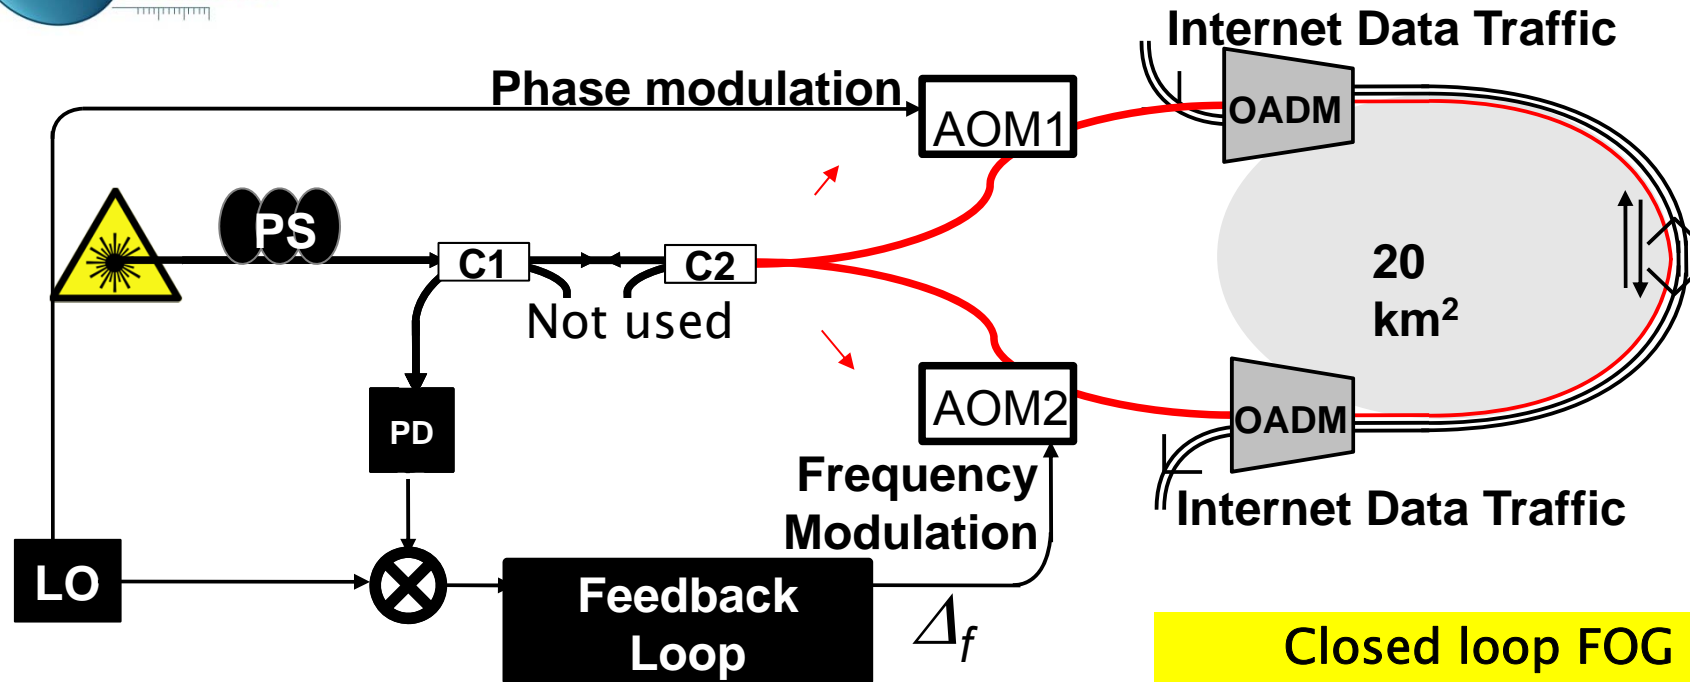 Internet Data Traffic
Phase modulation
AOM1
OADM
PS
C1
C2
Not used
20
km²
PD
AOM2
OADM
Frequency
Modulation
Internet Data Traffic
LO
Feedback
Loop
Δf
Closed loop FOG